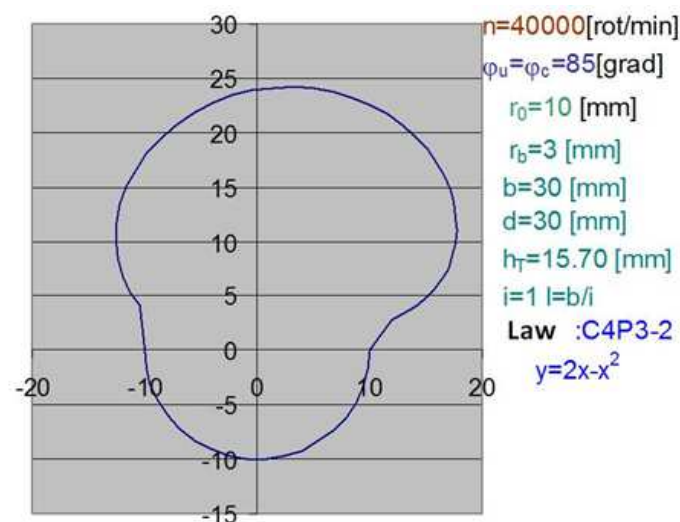 30
25
20
15
10
5
0
-5
-10
-15
-20 -10 0 10 20
n=40000[rot/min]
φu=φc=85[grad]
r0=10 [mm]
rb=3 [mm]
b=30 [mm]
d=30 [mm]
hT=15.70 [mm]
i=1 l=b/i
Law :C4P3-2
y=2x-x²